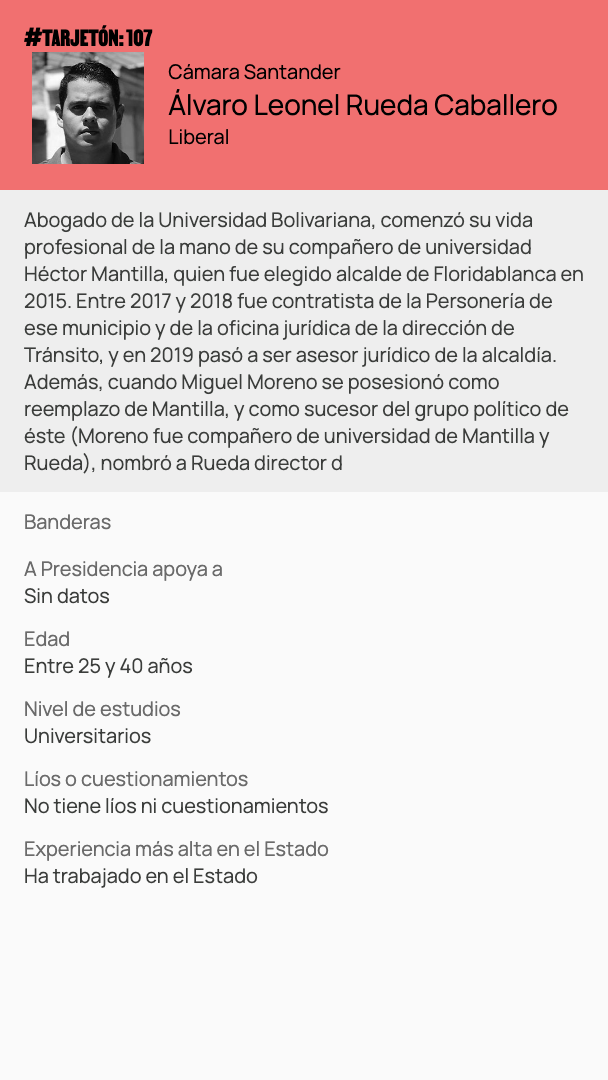 #TARJETÓN: 107
Cámara Santander
Álvaro Leonel Rueda Caballero
Liberal
Abogado de la Universidad Bolivariana, comenzó su vida
profesional de la mano de su compañero de universidad
Héctor Mantilla, quien fue elegido alcalde de Floridablanca en
2015. Entre 2017 y 2018 fue contratista de la Personería de
ese municipio y de la oficina jurídica de la dirección de
Tránsito, y en 2019 pasó a ser asesor jurídico de la alcaldía.
Además, cuando Miguel Moreno se posesionó como
reemplazo de Mantilla, y como sucesor del grupo político de
éste (Moreno fue compañero de universidad de Mantilla y
Rueda), nombró a Rueda director d
Banderas
A Presidencia apoya a
Sin datos
Edad
Entre 25 y 40 años
Nivel de estudios
Universitarios
Líos o cuestionamientos
No tiene líos ni cuestionamientos
Experiencia más alta en el Estado
Ha trabajado en el Estado